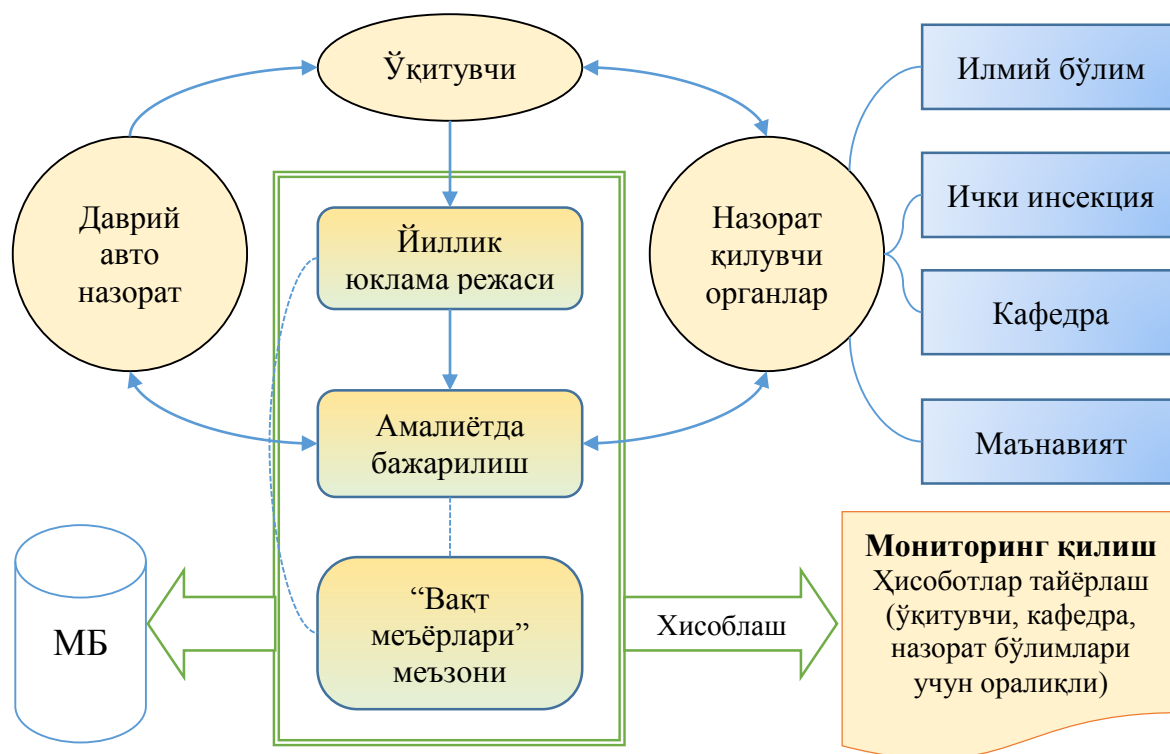 Ўқитувчи
Илмий бўлим
Ички инсекция
Даврий
авто
назорат
Йиллик
юклама режаси
Назорат
қилувчи
органлар
Кафедра
Амалиётда
бажарилиш
Маънавият
МБ
“Вақт
меъёрлари”
меъзони
Хисоблаш
Мониторинг қилиш
Ҳисоботлар тайёрлаш
(ўқитувчи, кафедра,
назорат бўлимлари
учун оралиқли)